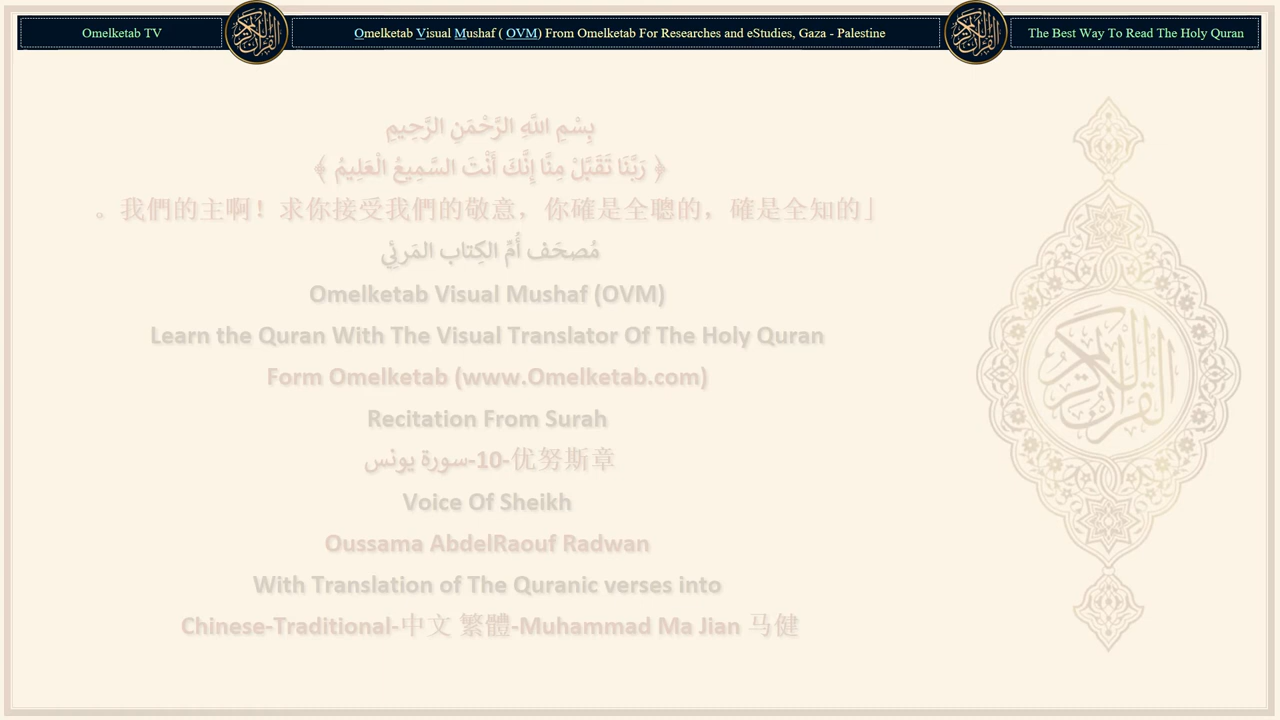 Omelketab TV
Omelketab Visual Mushaf ( OVM) From Omelketab For Researches and eStudies, Gaza - Palestine
The Best Way To Read The Holy Quran
بِسْمِ اللَّهِ الرَّحْمَنِ الرَّحِيمِ
﴿ رَبَّنَا تَقَبَّلْ مِنَّا إِنَّكَ أَنْتَ السَّمِيعُ الْعَلِيمُ ﴾
。我們的主啊！求你接受我們的敬意，你確是全聰的，確是全知的」
مُصحَف أُمِّ الكِتاب المَرئِي
Omelketab Visual Mushaf (OVM)
Learn the Quran With The Visual Translator Of The Holy Quran
Form Omelketab (www.Omelketab.com)
Recitation From Surah
سورة يونس-10-优努斯章
Voice Of Sheikh
Oussama AbdelRaouf Radwan
With Translation of The Quranic verses into
Chinese-Traditional-中文 繁體-Muhammad Ma Jian 马健
القرآن الكريم